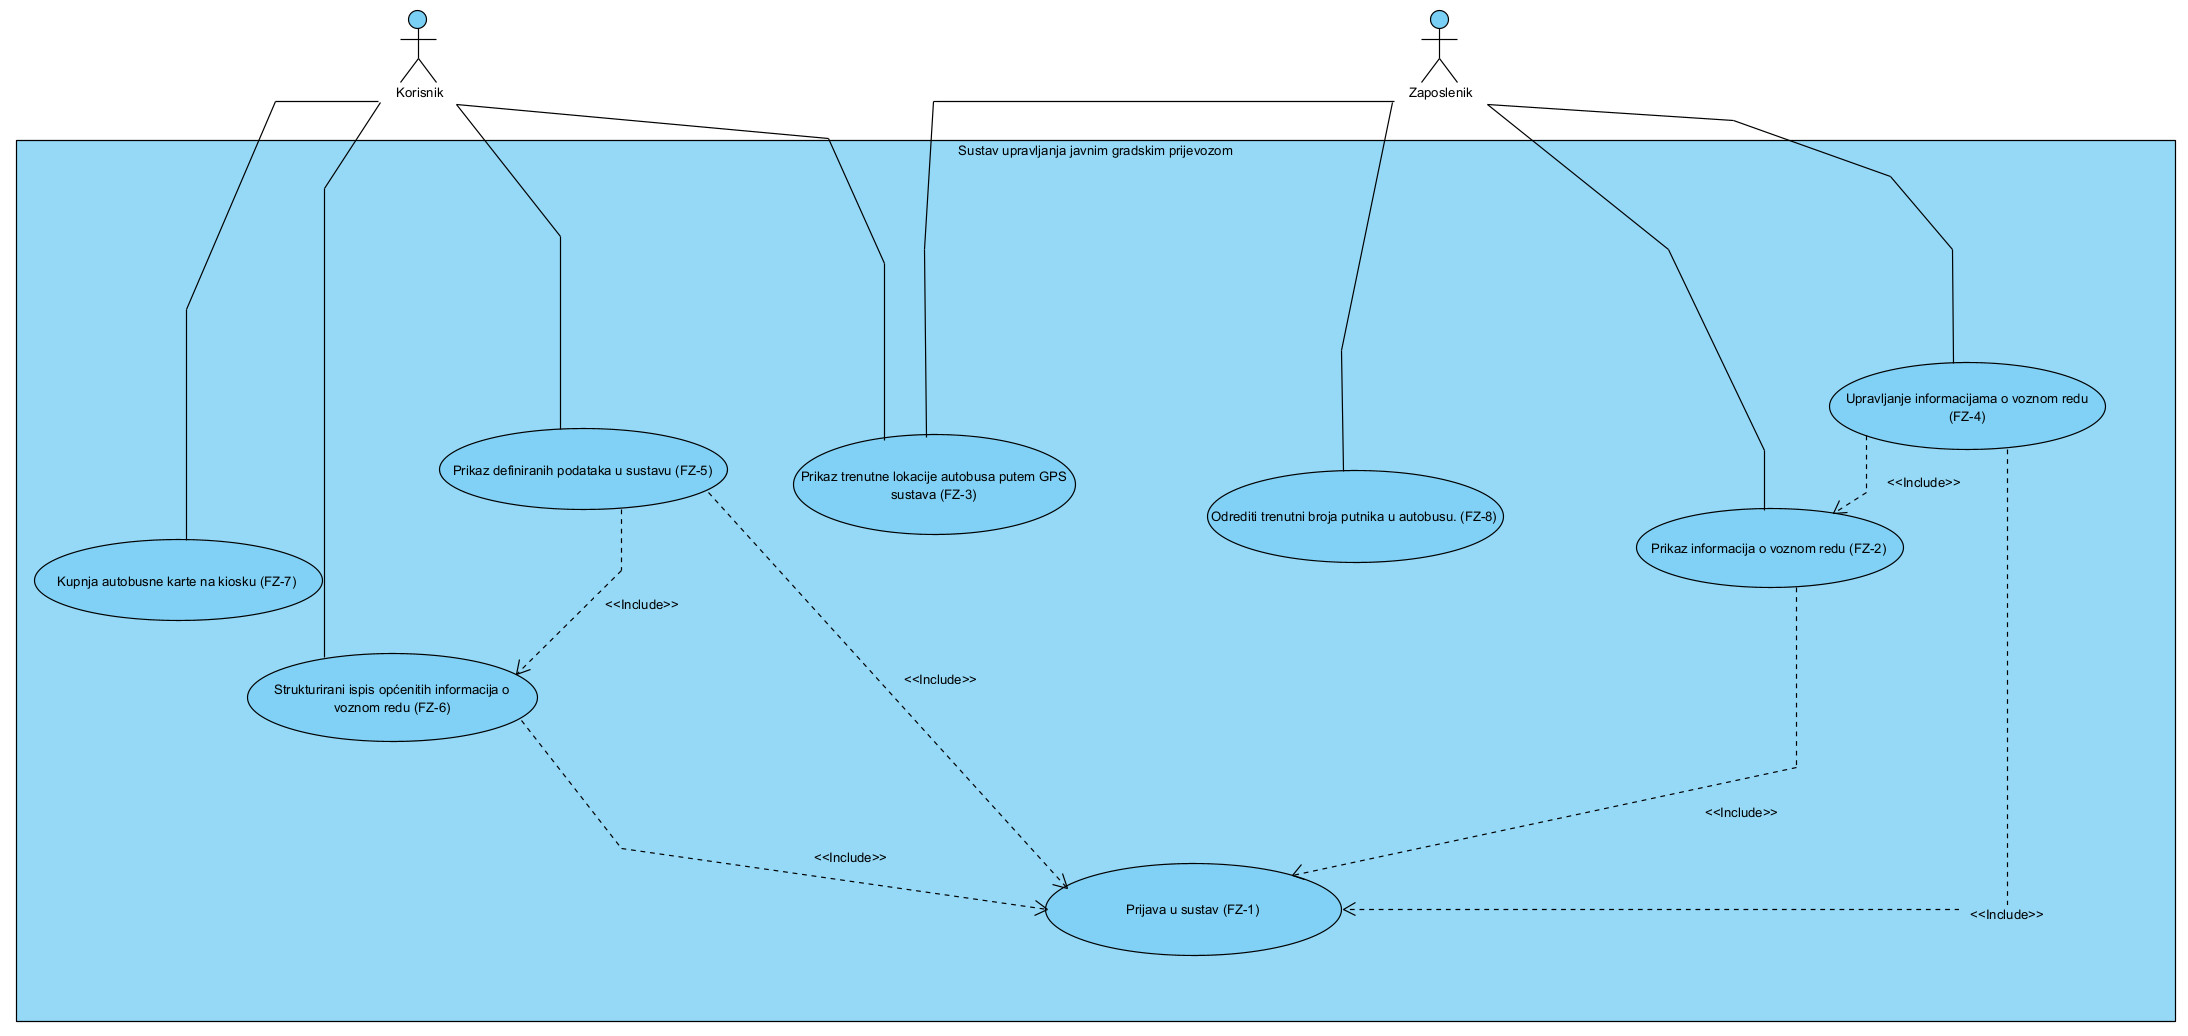 Korisnik
Zaposlenik
Sustav upravljanja javnim gradskim prijevozom
Upravljanje informacijama o voznom redu
(FZ-4)
Prikaz definiranih podataka u sustavu (FZ-5)
Prikaz trenutne lokacije autobusa putem GPS
sustava (FZ-3)
<<Include>>
Odrediti trenutni broja putnika u autobusu. (FZ-8)
Prikaz informacija o voznom redu (FZ-2)
Kupnja autobusne karte na kiosku (FZ-7)
<<Include>>
<<Include>>
Strukturirani ispis općenitih informacija o
voznom redu (FZ-6)
<<Include>>
<<Include>>
Prijava u sustav (FZ-1)
<<Include>>